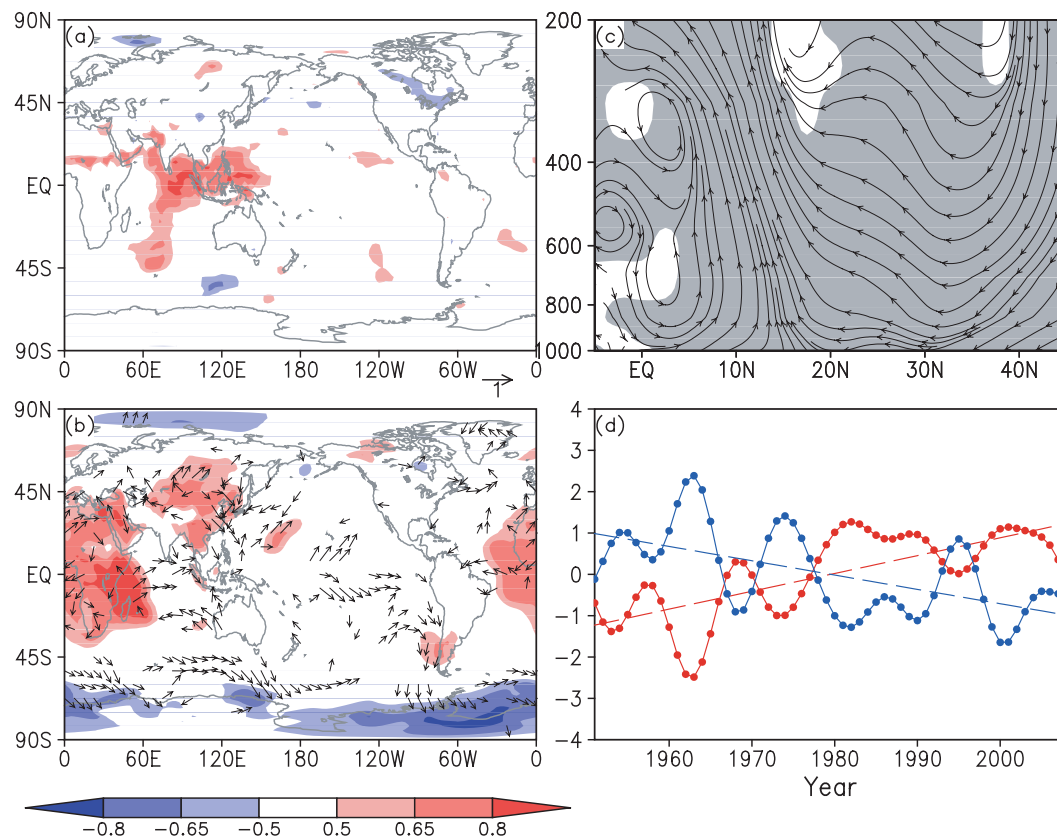 (a)
90N
45N
EQ
45S
90S
0 60E 120E 180 120W 60W 0
1
(c)
200
400
600
800
1000
EQ 10N 20N 30N 40N
(b)
90N
45N
EQ
45S
90S
0 60E 120E 180 120W 60W 0
(d)
4
3
2
1
0
-1
-2
-3
-4
1960 1970 1980 1990 2000
Year
-0.8 -0.65 -0.5 0.5 0.65 0.8